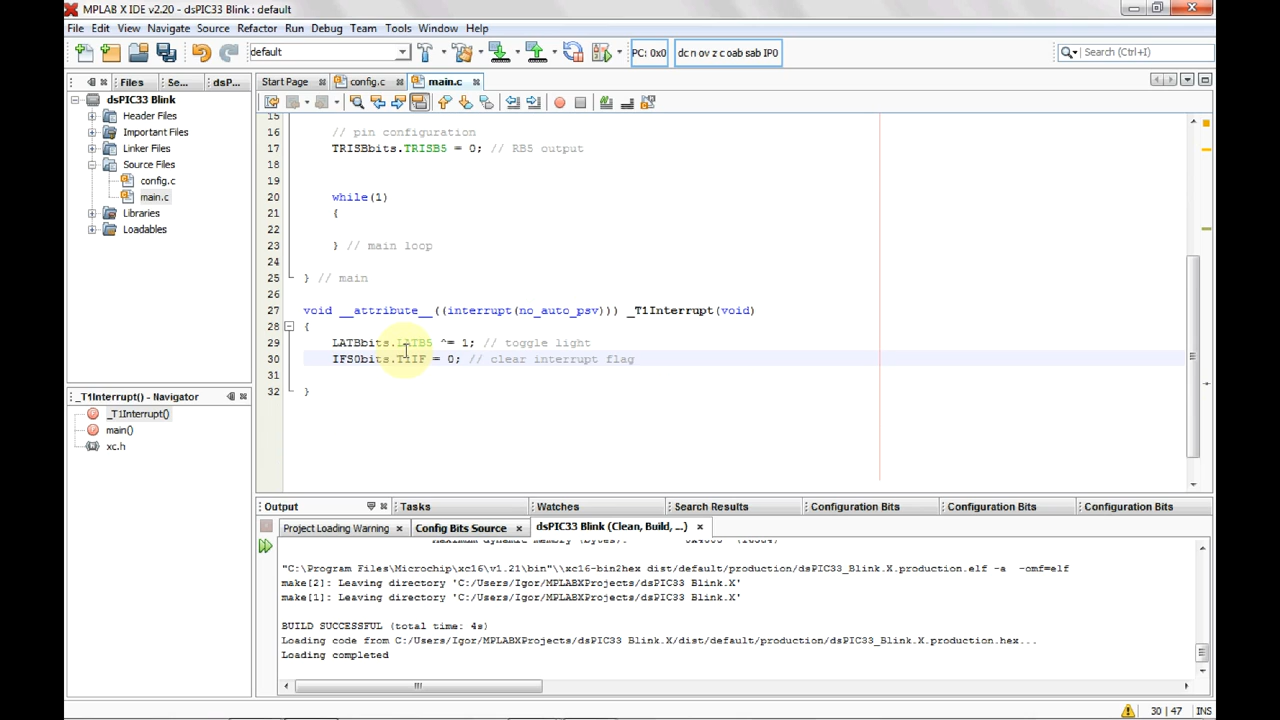 MPLAB X IDE v2.20 - dsPIC33 Blink : default
File Edit View Navigate Source Refactor Run Debug Team Tools Window Help
default PC: 0x0 dc n ov z c oab sab IP0 Search (Ctrl+I)
Files Se... dsP... Start Page config.c main.c
dsPIC33 Blink
Header Files
Important Files
Linker Files
Source Files
config.c
main.c
Libraries
Loadables
15
16 // pin configuration
17 TRISBbits.TRISB5 = 0; // RB5 output
18
19
20 while(1)
21 {
22
23 } // main loop
24
25 } // main
26
27 void __attribute__((interrupt(no_auto_psv))) _T1Interrupt(void)
28 {
29 LATBbits.LATB5 ^= 1; // toggle light
30 IFS0bits.T1IF = 0; // clear interrupt flag
31
32 }
_T1Interrupt() - Navigator
_T1Interrupt()
main()
xc.h
Output Tasks Watches Search Results Configuration Bits Configuration Bits Configuration Bits
Project Loading Warning Config Bits Source dsPIC33 Blink (Clean, Build, ...)
Maximum dynamic memory (bytes):
"C:\Program Files\Microchip\xc16\v1.21\bin"\\xc16-bin2hex dist/default/production/dsPIC33_Blink.X.production.elf -a -omf=elf
make[2]: Leaving directory 'C:/Users/Igor/MPLABXProjects/dsPIC33 Blink.X'
make[1]: Leaving directory 'C:/Users/Igor/MPLABXProjects/dsPIC33 Blink.X'
BUILD SUCCESSFUL (total time: 4s)
Loading code from C:/Users/Igor/MPLABXProjects/dsPIC33 Blink.X/dist/default/production/dsPIC33_Blink.X.production.hex...
Loading completed
30 | 47 INS